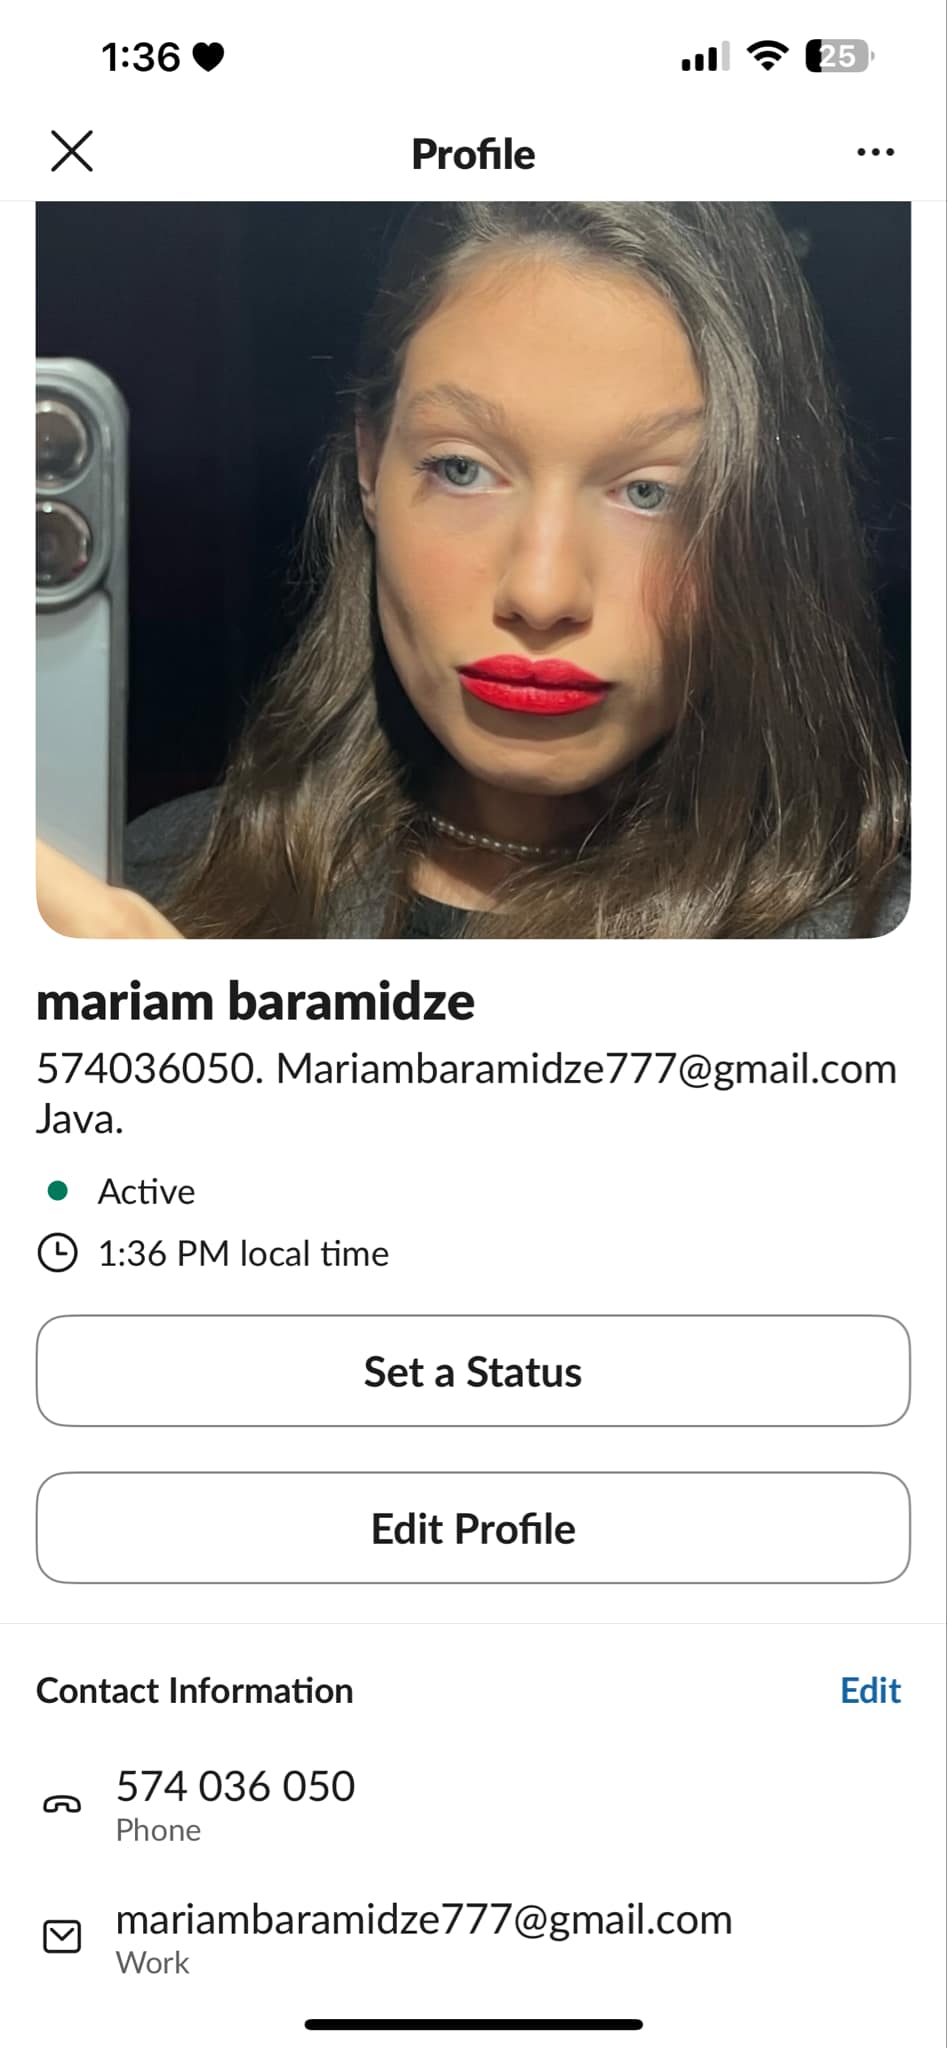 1:36
25
Profile
mariam baramidze
574036050. Mariambaramidze777@gmail.com
Java.
Active
1:36 PM local time
Set a Status
Edit Profile
Contact Information
Edit
574 036 050
Phone
mariambaramidze777@gmail.com
Work